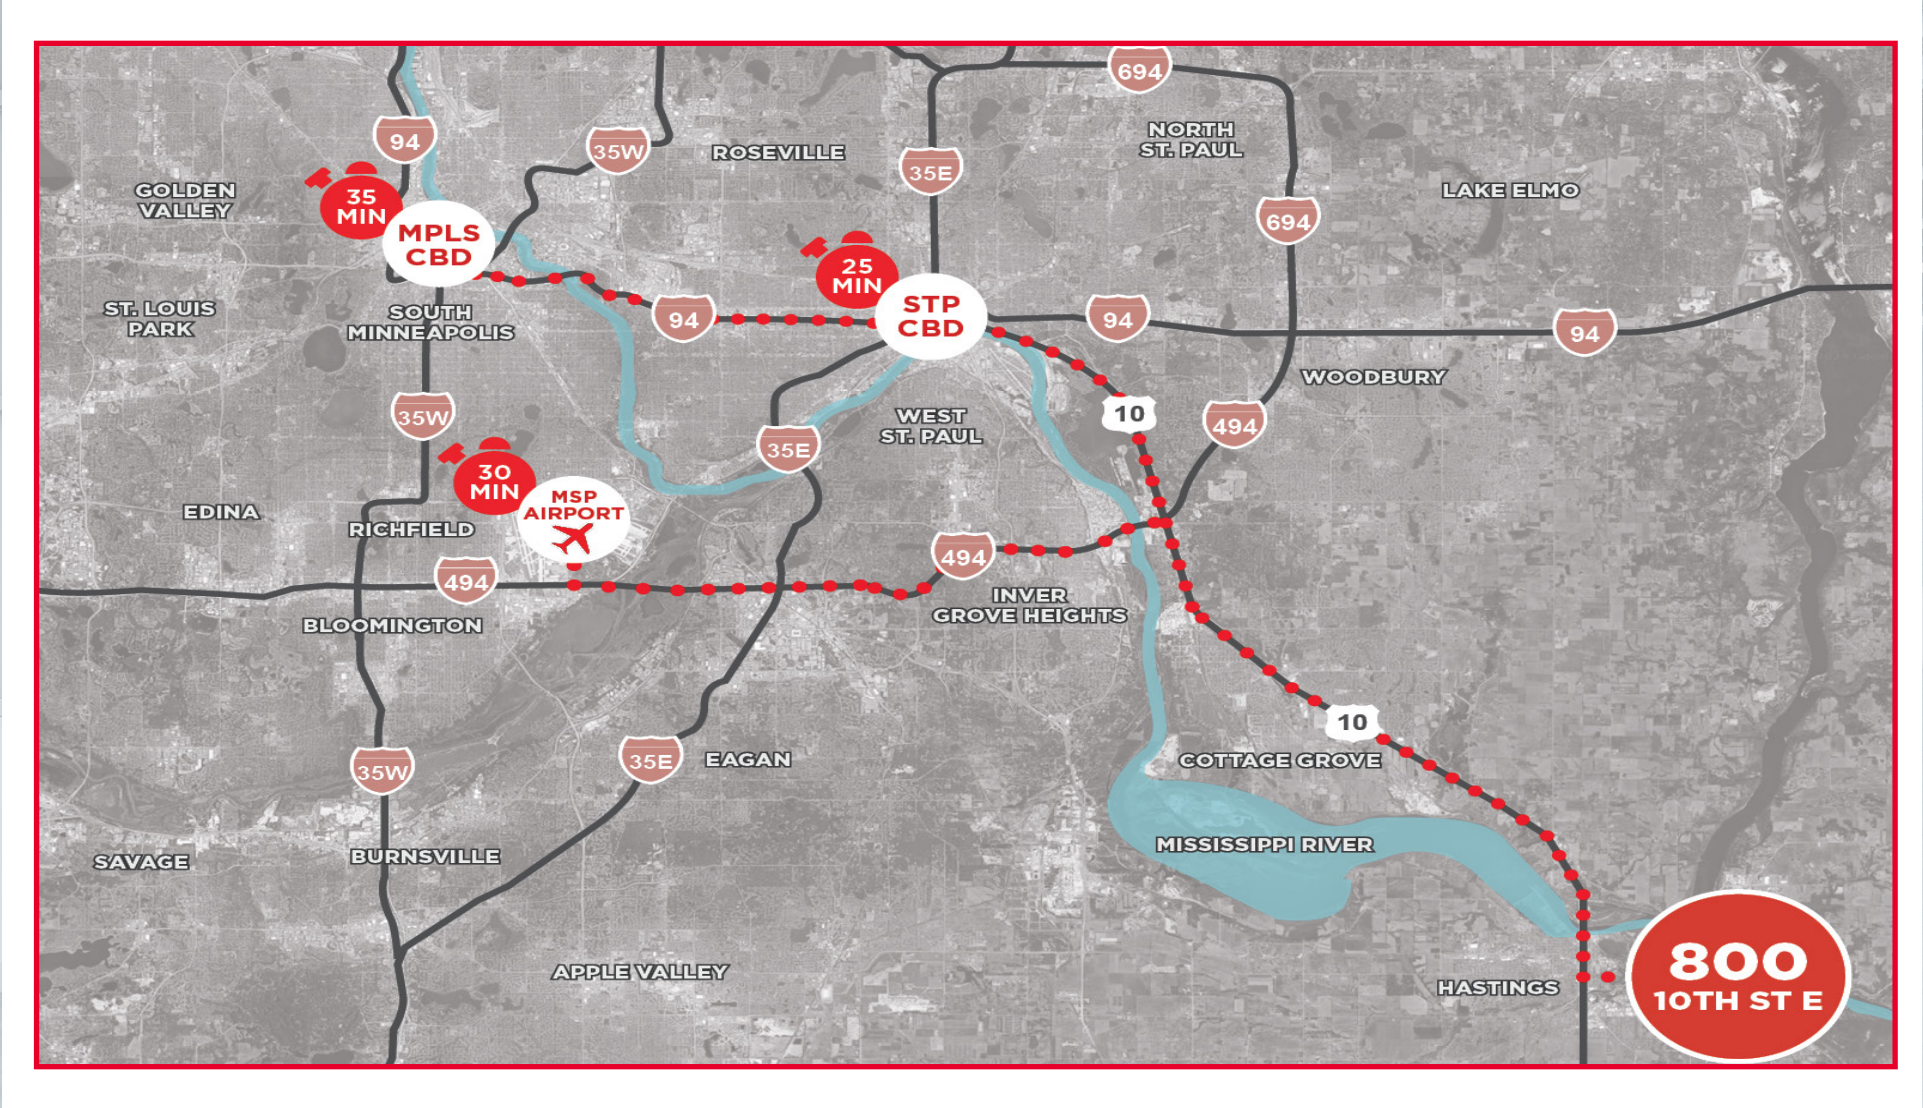 694
94
35W
NORTH
ST. PAUL
ROSEVILLE
35E
GOLDEN
VALLEY
35
MIN
LAKE ELMO
MPLS
CBD
694
25
MIN
ST. LOUIS
PARK
SOUTH
MINNEAPOLIS
94
STP
CBD
94
94
WOODBURY
35W
WEST
ST. PAUL
10
494
35E
30
MIN
MSP
AIRPORT
EDINA
RICHFIELD
494
494
INVER
GROVE HEIGHTS
BLOOMINGTON
10
35W
35E
EAGAN
COTTAGE GROVE
MISSISSIPPI RIVER
SAVAGE
BURNSVILLE
APPLE VALLEY
HASTINGS
800
10TH ST E